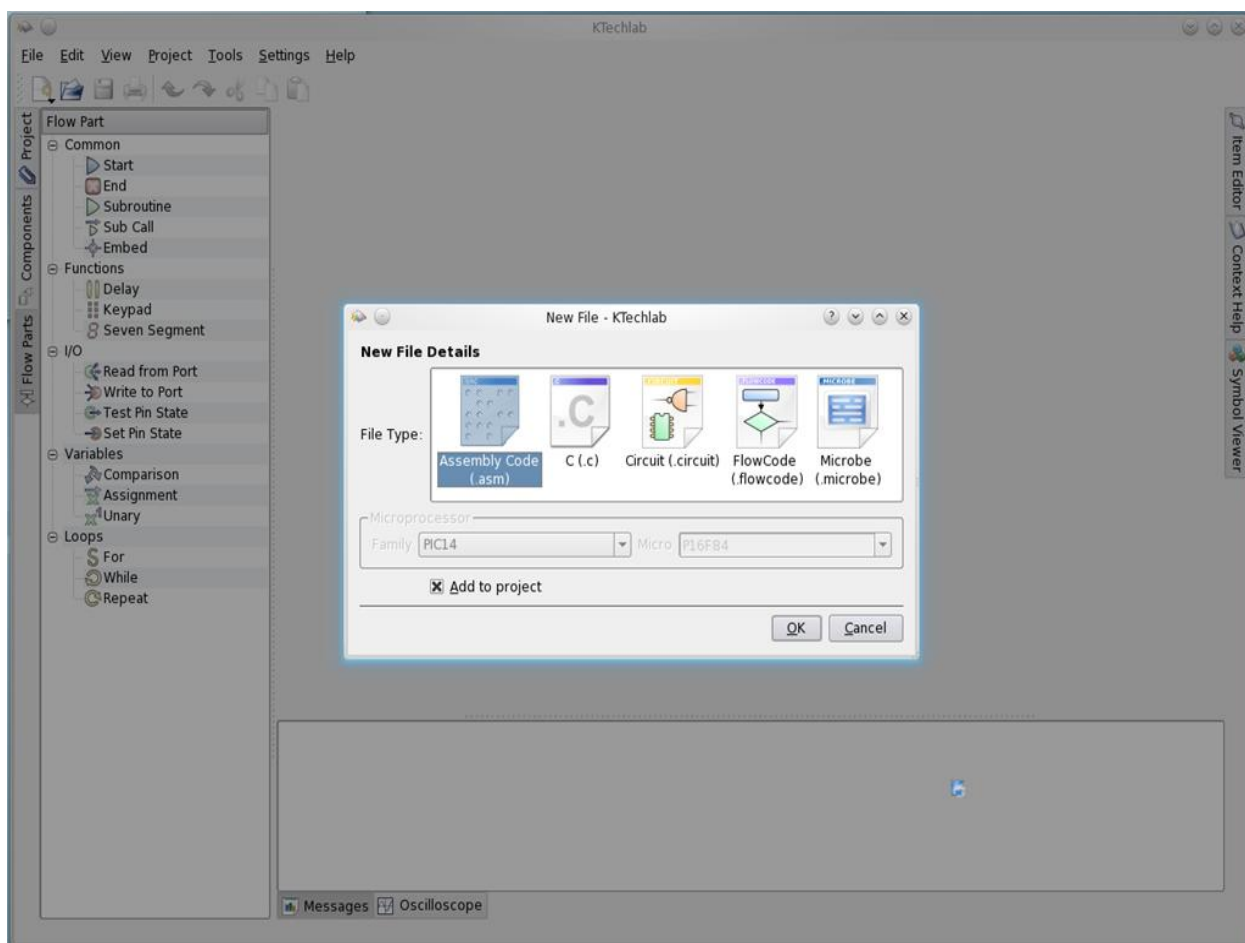 KTechlab
File Edit View Project Tools Settings Help
Project
Components
Flow Parts
Flow Part
Common
Start
End
Subroutine
Sub Call
Embed
Functions
Delay
Keypad
Seven Segment
I/O
Read from Port
Write to Port
Test Pin State
Set Pin State
Variables
Comparison
Assignment
Unary
Loops
For
While
Repeat
New File - KTechlab
New File Details
File Type:
C
CIRCUIT
FLOWCODE
MICROBE
.C
Assembly Code
(.asm)
C (.c)
Circuit (.circuit)
FlowCode
(.flowcode)
Microbe
(.microbe)
Microprocessor
Family PIC14 Micro P16F84
Add to project
OK Cancel
Item Editor
Context Help
Symbol Viewer
Messages Oscilloscope